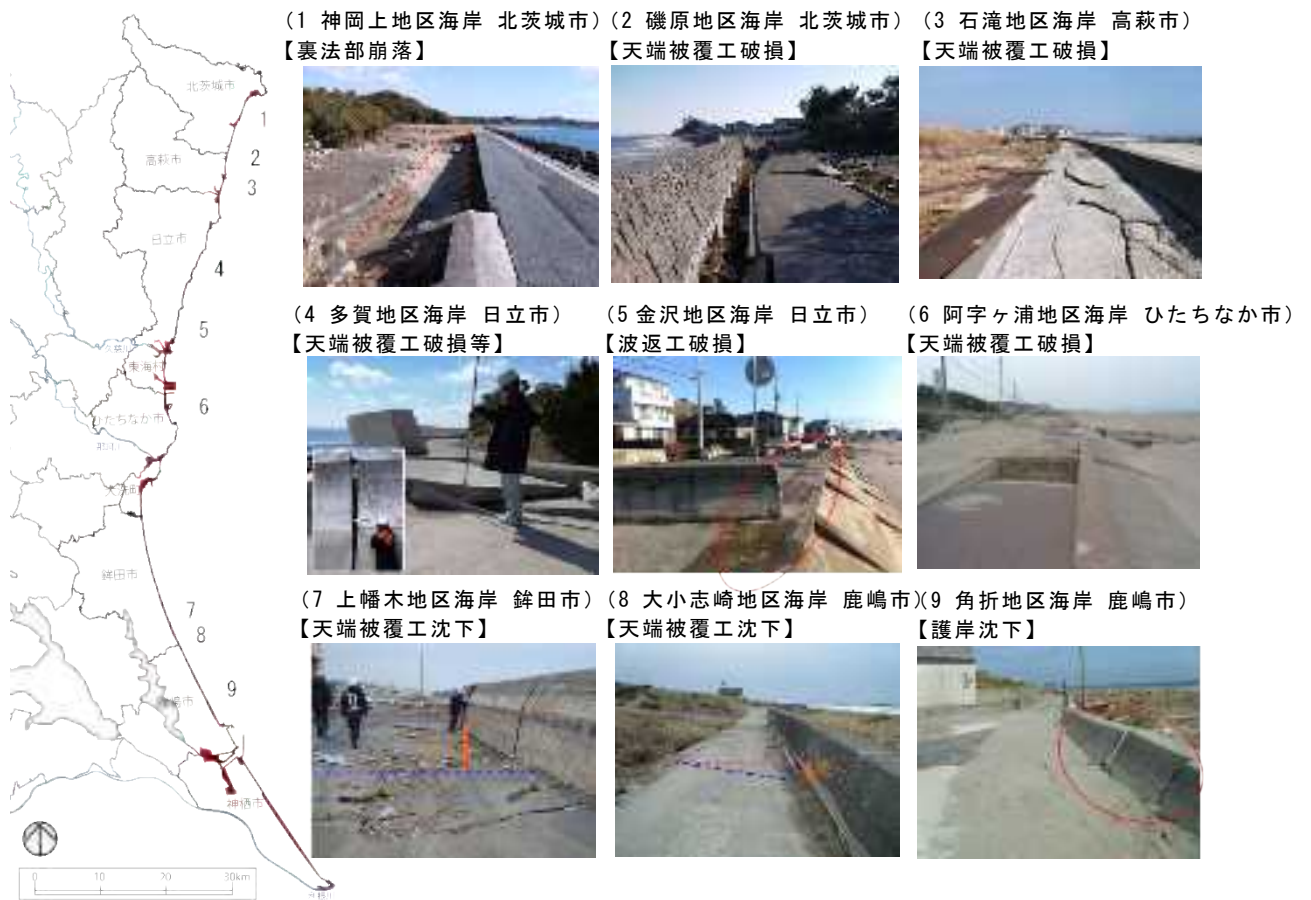 (1 神岡上地区海岸 北茨城市)
【裏法部崩落】
(2 磯原地区海岸 北茨城市)
【天端被覆工破損】
(3 石滝地区海岸 高萩市)
【天端被覆工破損】
(4 多賀地区海岸 日立市)
【天端被覆工破損等】
(5 金沢地区海岸 日立市)
【波返工破損】
(6 阿字ヶ浦地区海岸 ひたちなか市)
【天端被覆工破損】
(7 上幡木地区海岸 鉾田市)
【天端被覆工沈下】
(8 大小志崎地区海岸 鹿嶋市)
【天端被覆工沈下】
(9 角折地区海岸 鹿嶋市)
【護岸沈下】
北茨城市
1
高萩市
2
3
日立市
4
5
東海村
6
ひたちなか市
鉾田市
7
8
9
神栖市
0 10 20 30km